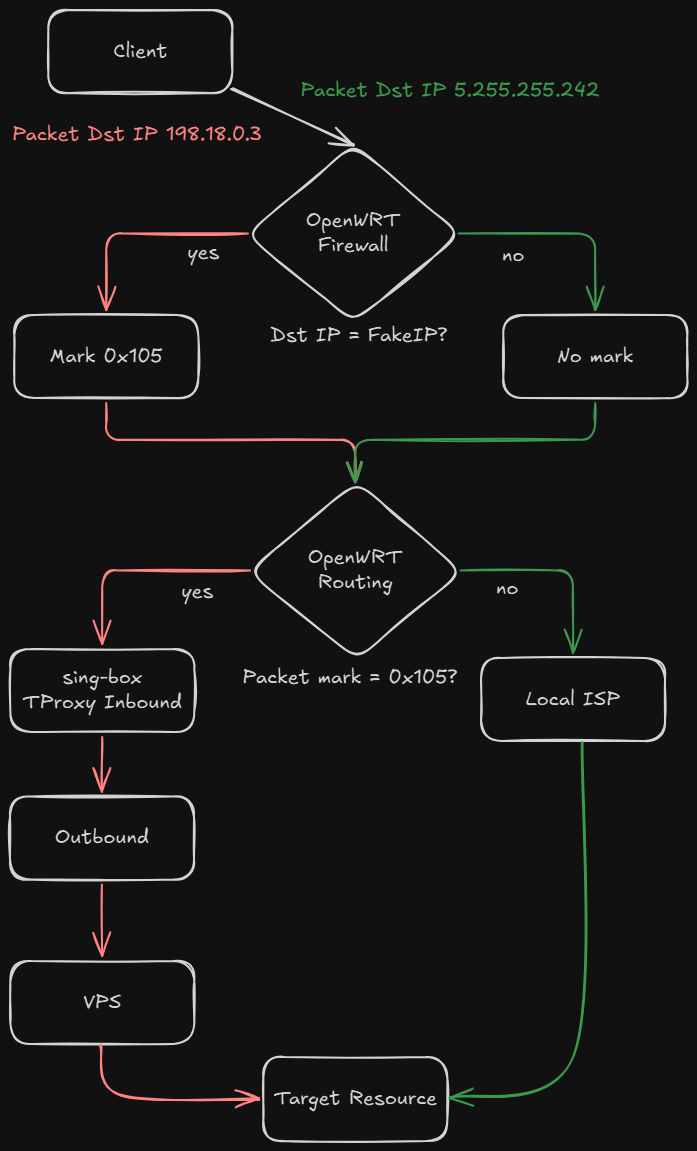 Client
Packet Dst IP 5.255.255.242
Packet Dst IP 198.18.0.3
OpenWRT
Firewall
yes
no
Dst IP = FakeIP?
Mark 0x105
No mark
OpenWRT
Routing
yes
no
Packet mark = 0x105?
sing-box
TProxy Inbound
Local ISP
Outbound
VPS
Target Resource